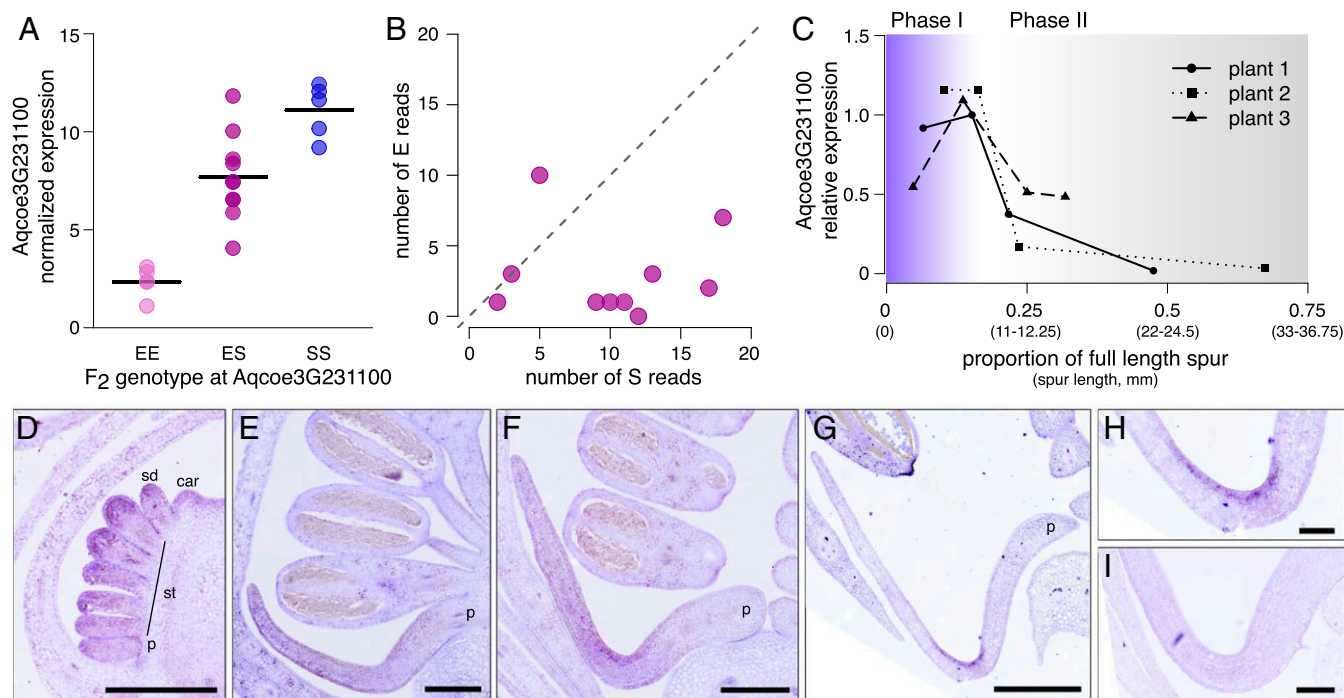 A
15
10
5
0
Aqcoe3G231100
normalized expression
EE ES SS
F2 genotype at Aqcoe3G231100
B
20
15
10
5
0
number of E reads
0 5 10 15 20
number of S reads
C
Phase I Phase II
1.5
1.0
0.5
0
Aqcoe3G231100
relative expression
plant 1
plant 2
plant 3
0 0.25 0.5 0.75
(0) (11-12.25) (22-24.5) (33-36.75)
proportion of full length spur
(spur length, mm)
D
sd car
st
p
E
p
F
p
G
p
H
I